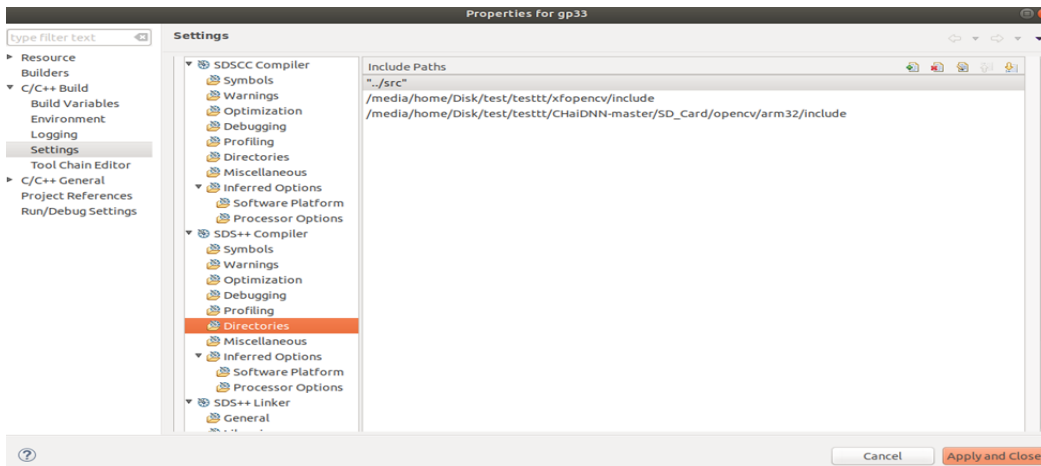 Properties for gp33
type filter text
Settings
Resource
Builders
C/C++ Build
Build Variables
Environment
Logging
Settings
Tool Chain Editor
C/C++ General
Project References
Run/Debug Settings
SDSCC Compiler
Symbols
Warnings
Optimization
Debugging
Profiling
Directories
Miscellaneous
Inferred Options
Software Platform
Processor Options
SDS++ Compiler
Symbols
Warnings
Optimization
Debugging
Profiling
Directories
Miscellaneous
Inferred Options
Software Platform
Processor Options
SDS++ Linker
General
Include Paths
"../src"
/media/home/Disk/test/testtt/xfopencv/include
/media/home/Disk/test/testtt/CHaiDNN-master/SD_Card/opencv/arm32/include
Cancel
Apply and Close